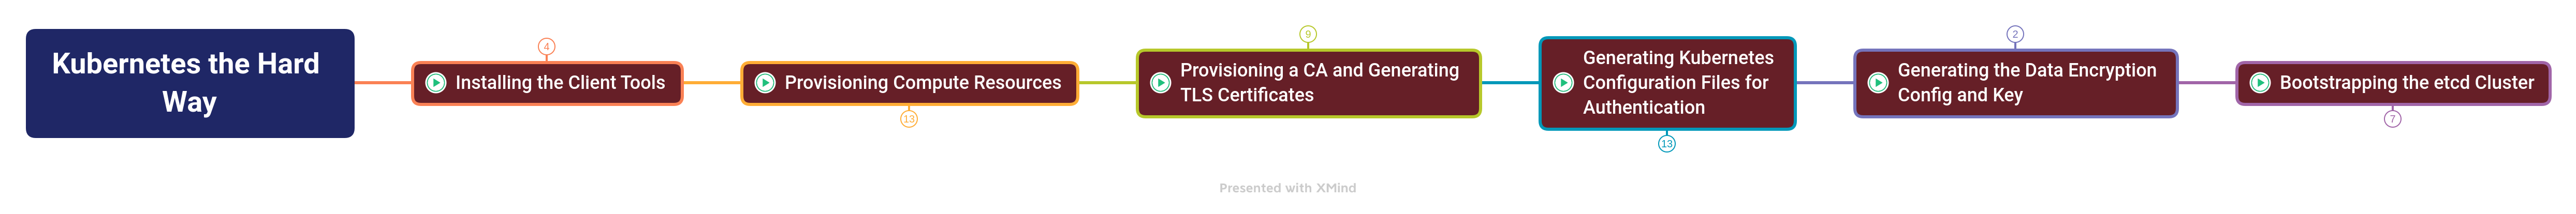 Kubernetes the Hard
Way
4
Installing the Client Tools
Provisioning Compute Resources
13
9
Provisioning a CA and Generating
TLS Certificates
Generating Kubernetes
Configuration Files for
Authentication
13
2
Generating the Data Encryption
Config and Key
Bootstrapping the etcd Cluster
7
Presented with XMind